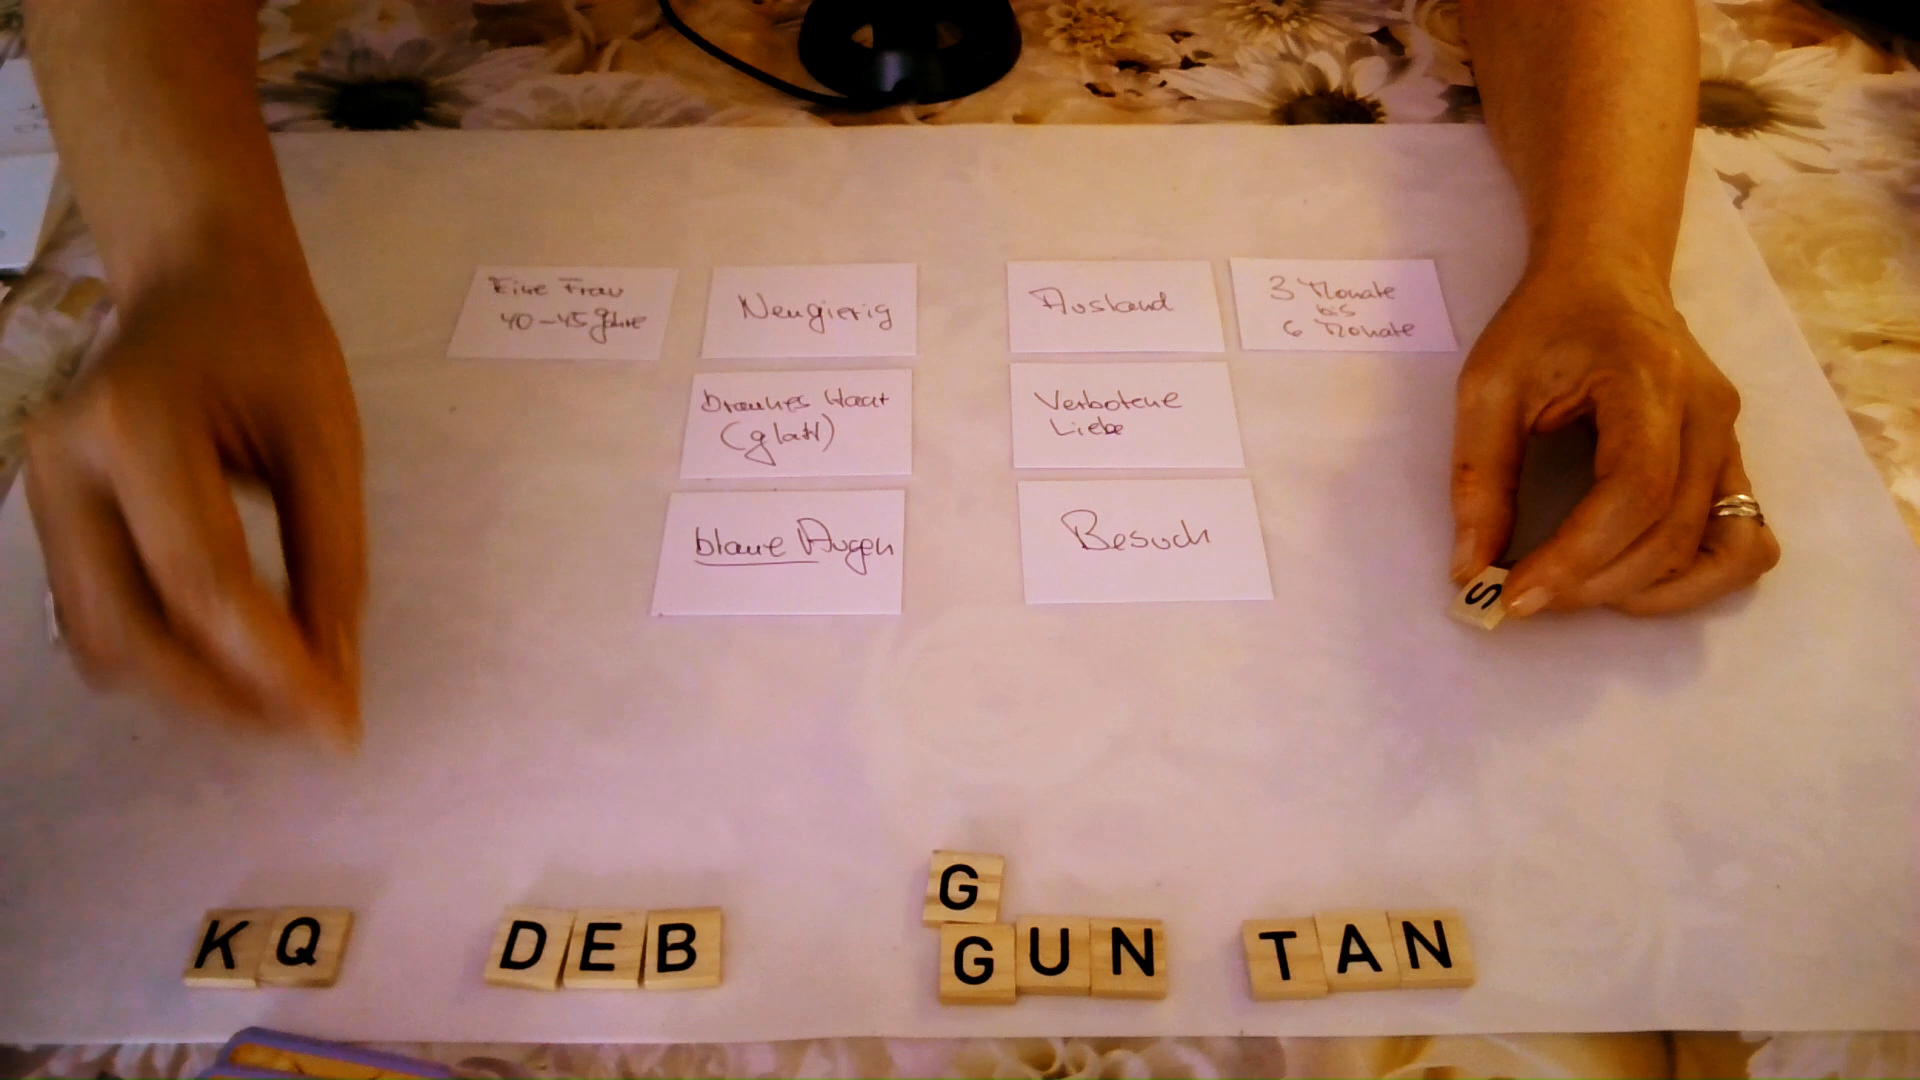 Eine Frau
40-45 Jahre
Neugierig
Ausland
3 Monate
bis
6 Monate
braunes Haar
(glatt)
Verbotene
Liebe
blaue Augen
Besuch
S
G
KQ DEB GUN TAN